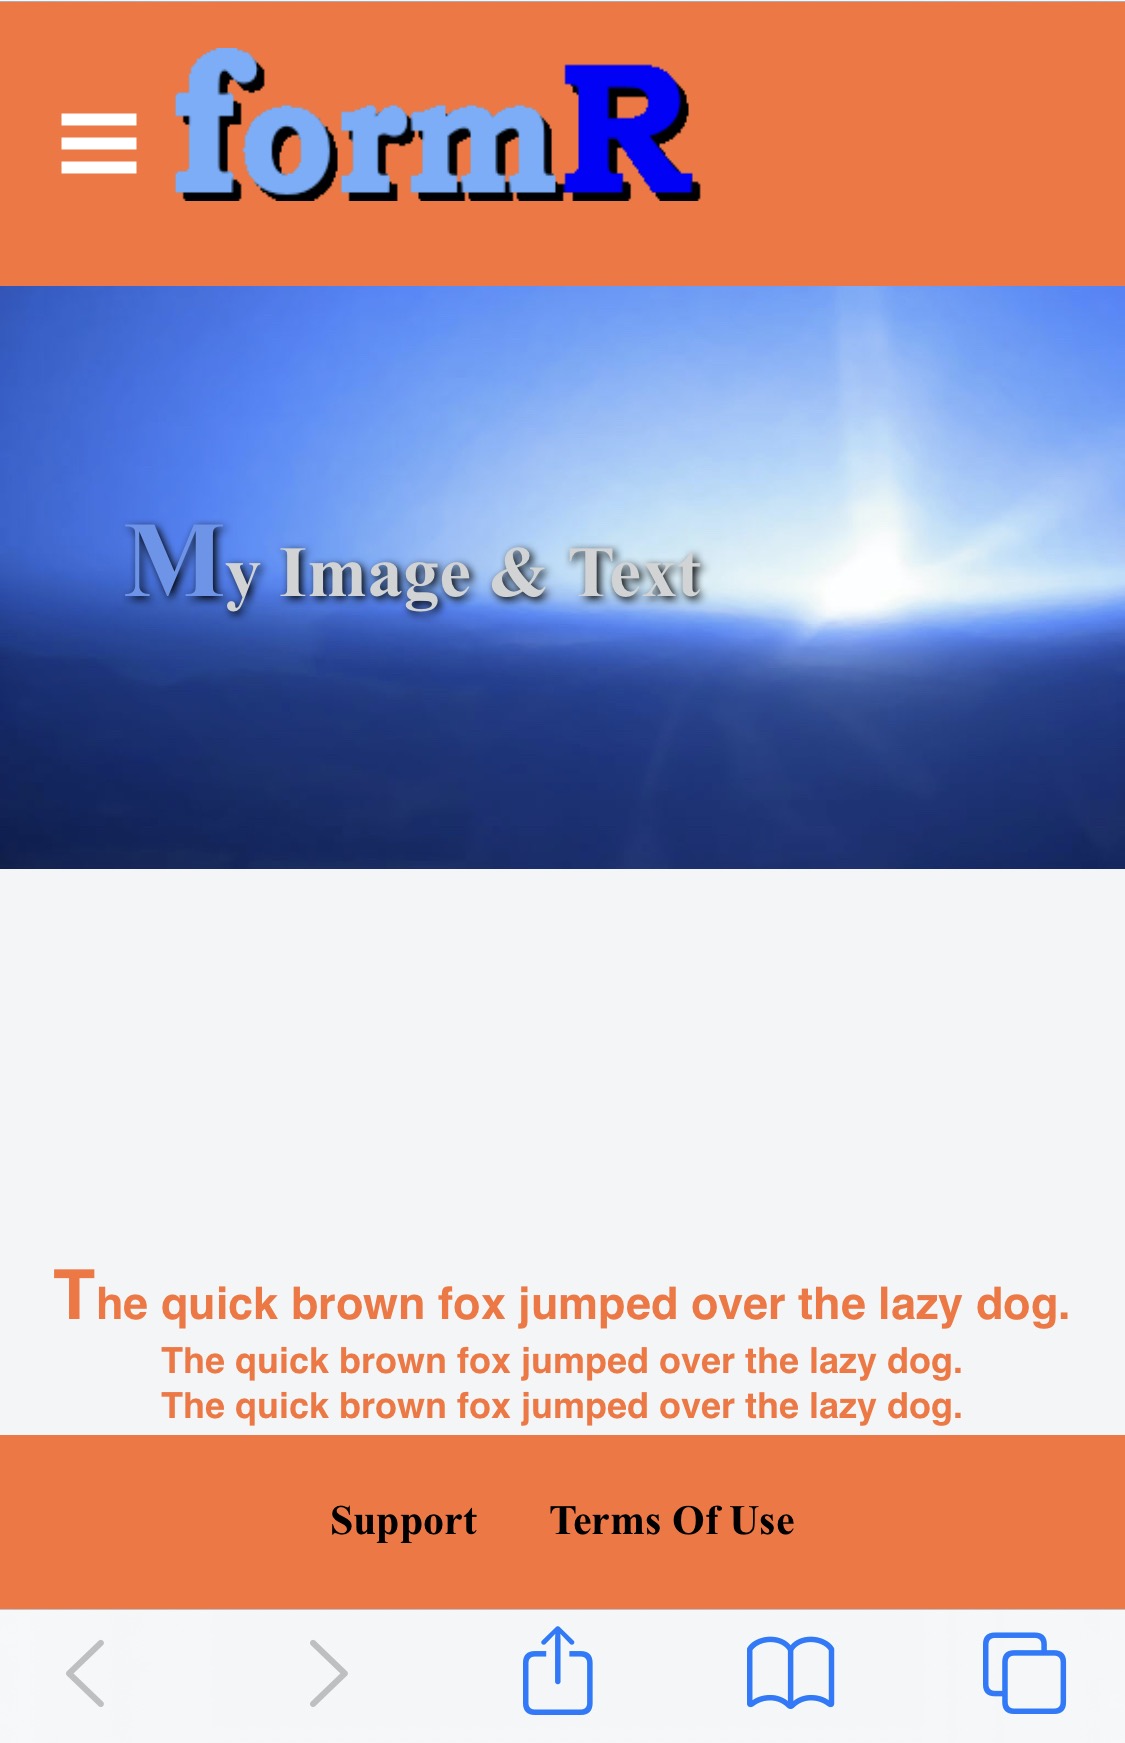 formR
My Image & Text
The quick brown fox jumped over the lazy dog.
The quick brown fox jumped over the lazy dog.
The quick brown fox jumped over the lazy dog.
Support Terms Of Use